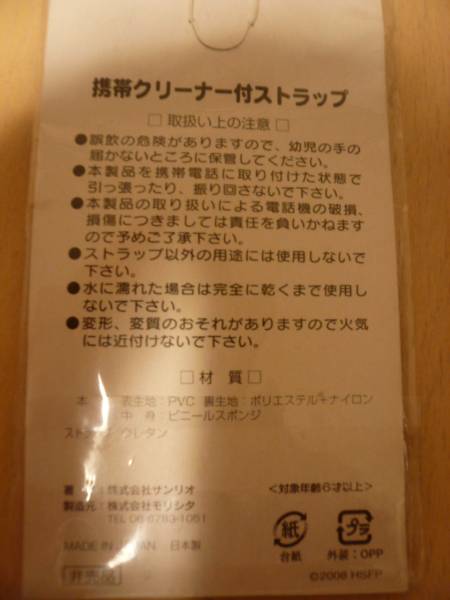 携帯クリーナー付ストラップ
□ 取扱い上の注意 □
●誤飲の危険がありますので、幼児の手の
届かないところに保管してください。
●本製品を携帯電話に取り付けた状態で
引っ張ったり、振り回さないで下さい。
●本製品の取り扱いによる電話機の破損、
損傷につきましては責任を負いかねます
ので予めご了承下さい。
●ストラップ以外の用途には使用しないで
下さい。
●水に濡れた場合は完全に乾くまで使用し
ないで下さい。
●変形、変質のおそれがありますので火気
には近付けないで下さい。
□ 材 質 □
本 表生地:PVC 裏生地:ポリエステル+ナイロン
中 身:ビニールスポンジ
ウレタン
株式会社サンリオ
<対象年齢6才以上>
製造元:株式会社モリシタ
TEL 06-6783-1051
紙
プラ
MADE IN JAPAN 日本製
台紙
外装:OPP
非売品
©2008 HSFP